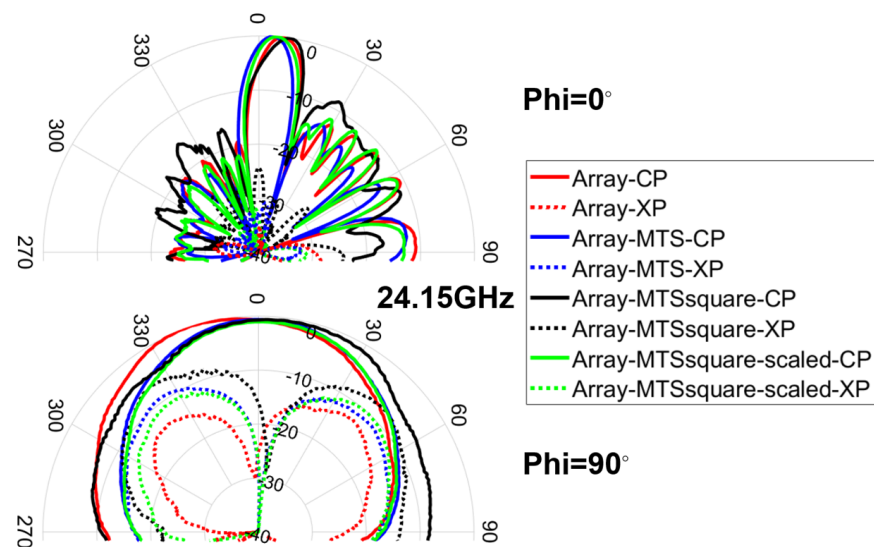 0
330
30
300
60
270
90
0
-10
-20
-30
-40
Phi=0°
Array-CP
Array-XP
Array-MTS-CP
Array-MTS-XP
Array-MTSsquare-CP
Array-MTSsquare-XP
Array-MTSsquare-scaled-CP
Array-MTSsquare-scaled-XP
24.15GHz
0
330
30
300
60
270
90
0
-10
-20
-30
-40
Phi=90°